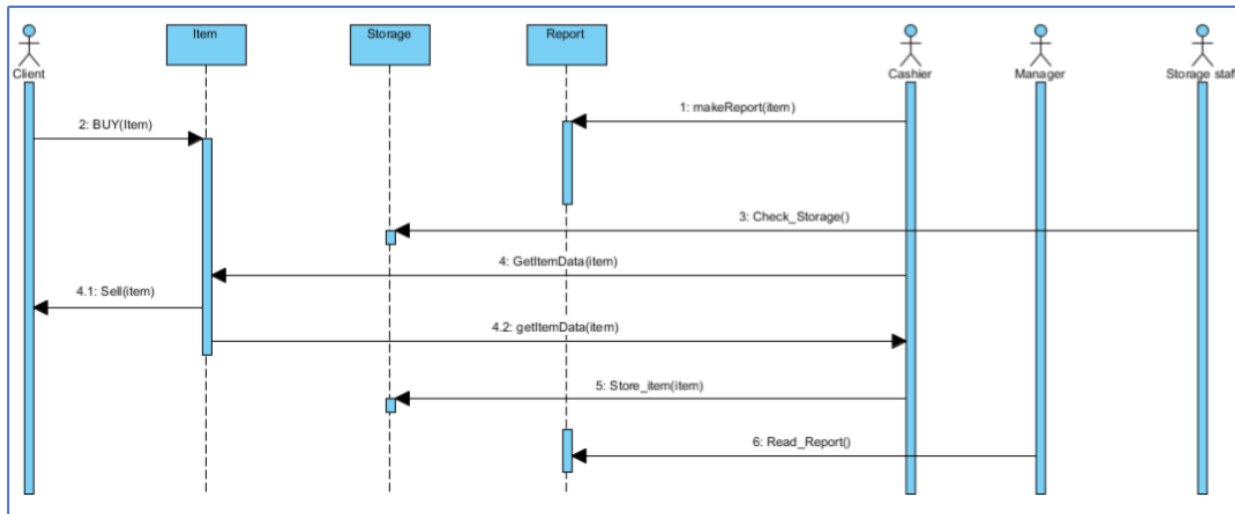 Item
Storage
Report
Client
Cashier
Manager
Storage staff
1: makeReport(item)
2: BUY(Item)
3: Check_Storage()
4: GetItemData(item)
4.1: Sell(item)
4.2: getItemData(item)
5: Store_item(item)
6: Read_Report()